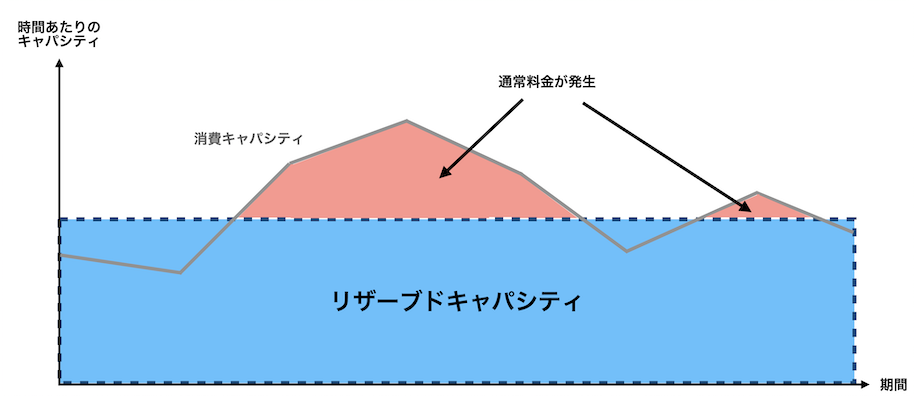 時間あたりの
キャパシティ
通常料金が発生
消費キャパシティ
リザーブドキャパシティ
期間